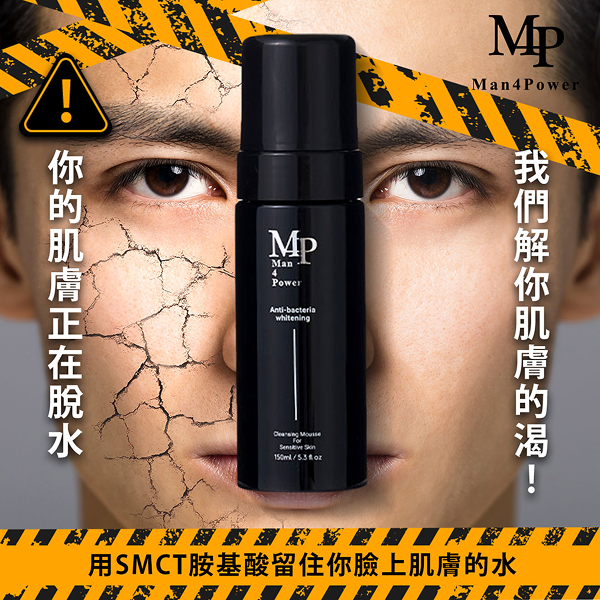 MP
Man4Power
你的肌膚正在脫水
我們解你肌膚的渴！
MP
Man
4
Power
Anti-bacteria
whitening
Cleansing Mousse
For
Sensitive Skin
150ml / 5.3 fl oz
用SMCT胺基酸留住你臉上肌膚的水